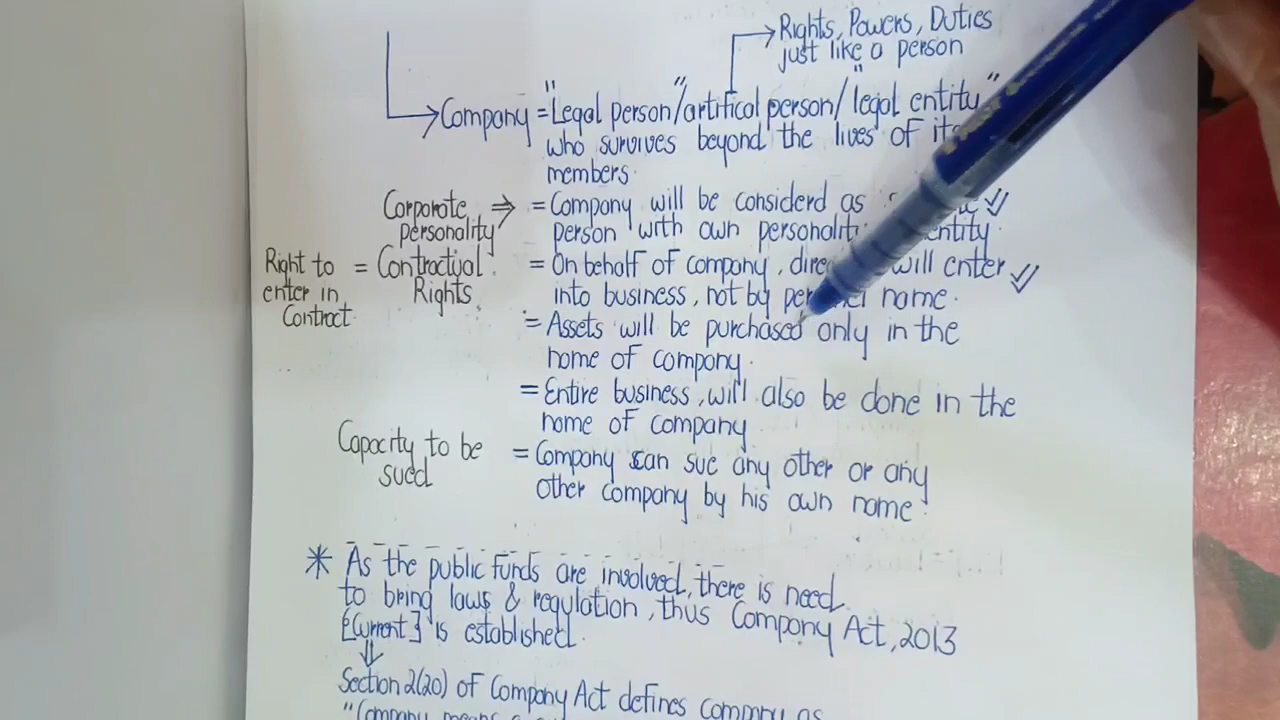 Rights, Powers, Duties
just like a person
Company = "Legal person"/artifical person/"legal entity"
who survives beyond the lives of its
members.
Corporate personality ⇒ = Company will be considerd as
person with own personality entity.
Right to enter in Contract = Contractual Rights = On behalf of company, will enter
into business, not by name.
= Assets will be purchased only in the
name of company.
= Entire business, will also be done in the
name of company
Capacity to be sued = Company can sue any other or any
other company by his own name.
* As the public funds are involved, there is need
to bring laws & regulation, thus Company Act, 2013
[Current] is established.
Section 2(20) of Company Act defines company as
"Company means a